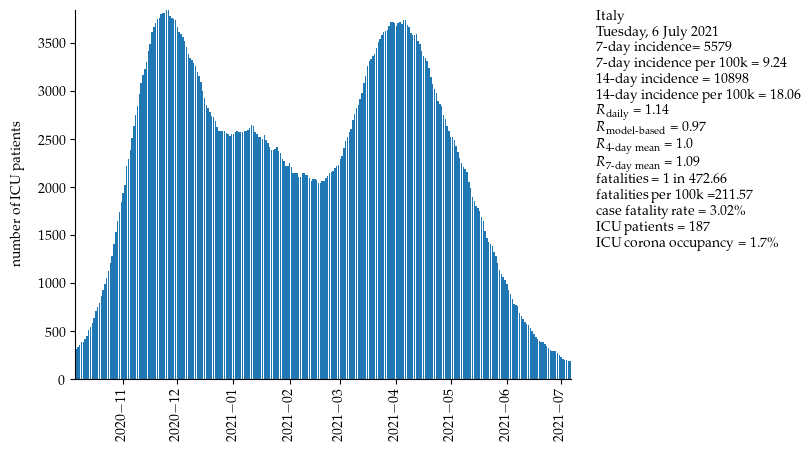 Italy
Tuesday, 6 July 2021
7-day incidence= 5579
7-day incidence per 100k = 9.24
14-day incidence = 10898
14-day incidence per 100k = 18.06
R_daily = 1.14
R_model-based = 0.97
R_4-day mean = 1.0
R_7-day mean = 1.09
fatalities = 1 in 472.66
fatalities per 100k =211.57
case fatality rate = 3.02%
ICU patients = 187
ICU corona occupancy = 1.7%
number of ICU patients
3500
3000
2500
2000
1500
1000
500
0
2020−11
2020−12
2021−01
2021−02
2021−03
2021−04
2021−05
2021−06
2021−07